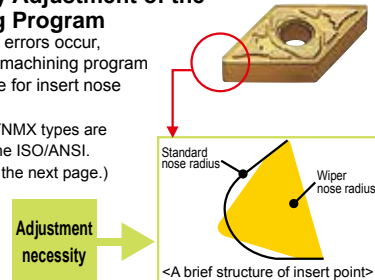 Adjustment of the
g Program
errors occur,
machining program
e for insert nose
NMX types are
he ISO/ANSI.
the next page.)
Standard
nose radius
Wiper
nose radius
Adjustment
necessity
<A brief structure of insert point>